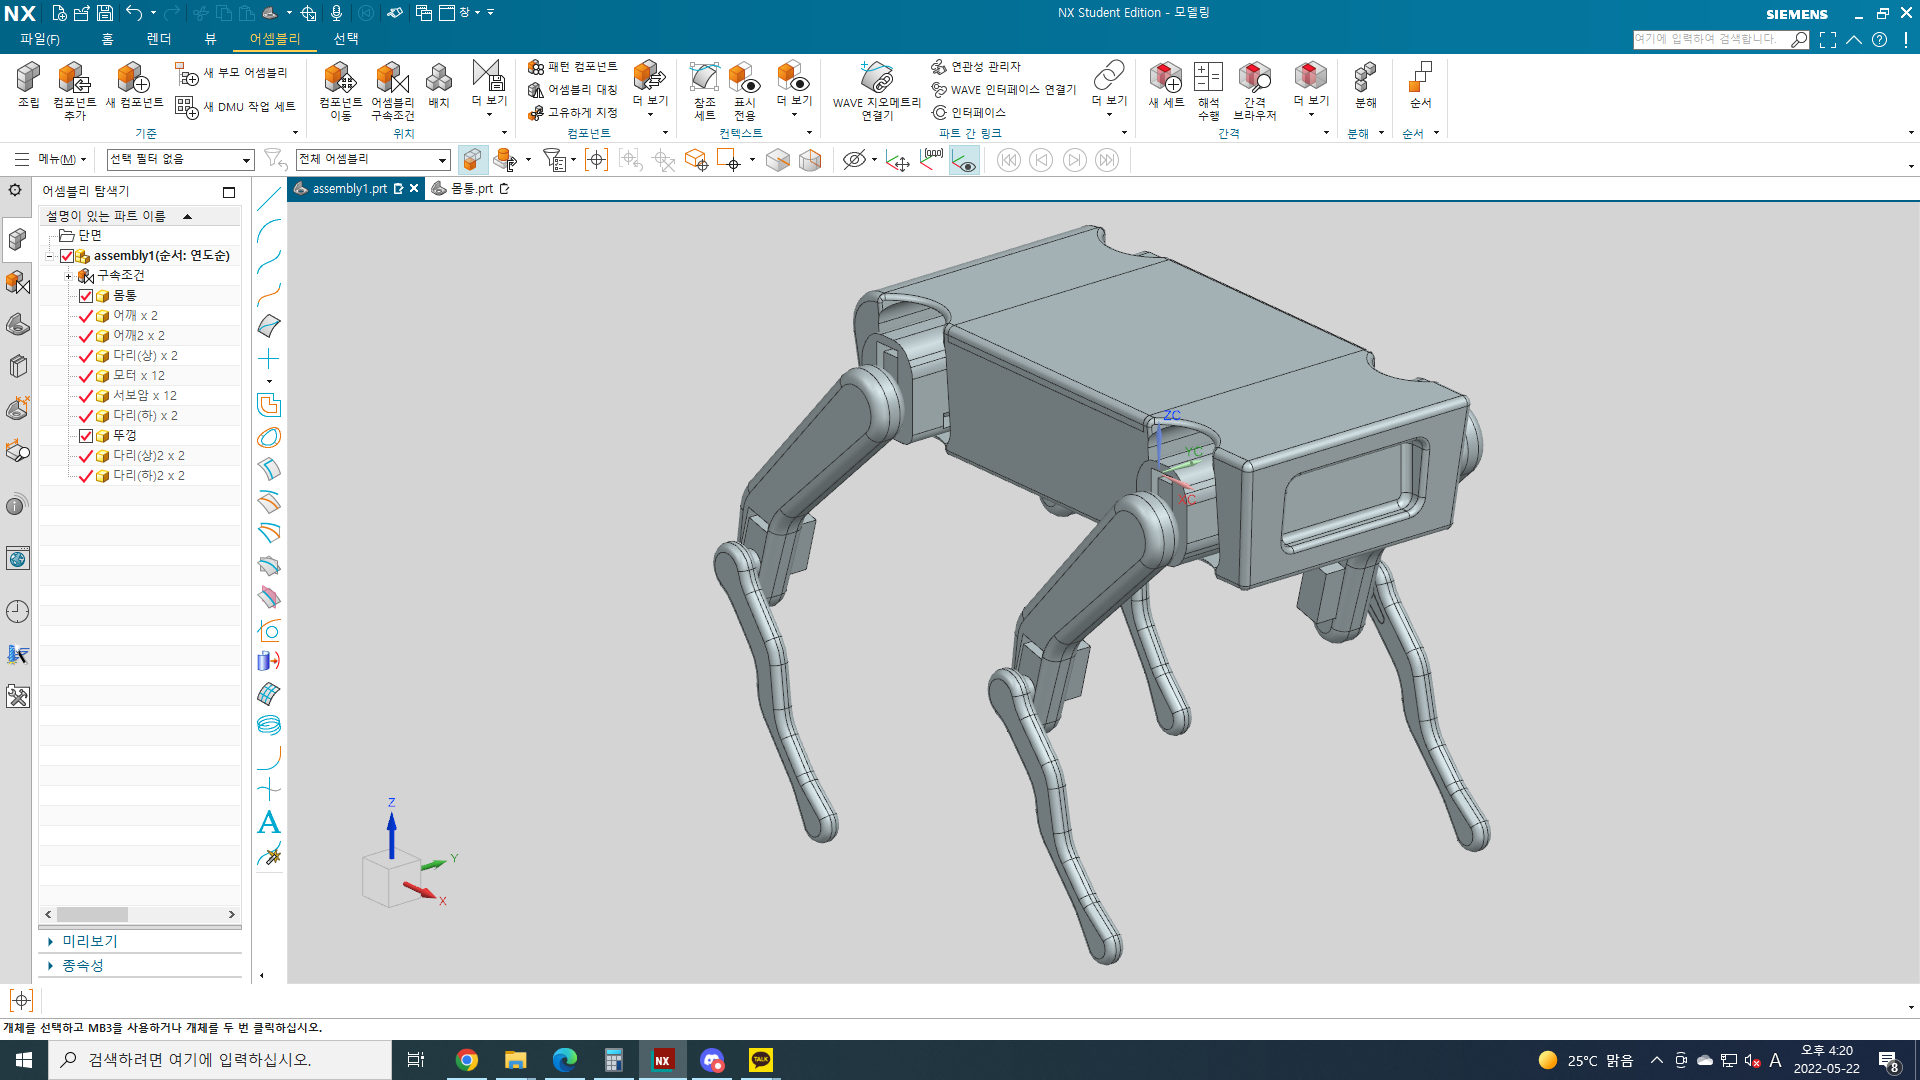 NX
창
NX Student Edition - 모델링
SIEMENS
파일(F)
홈
렌더
뷰
어셈블리
선택
여기에 입력하여 검색합니다.
조립
컴포넌트 추가
새 컴포넌트
새 부모 어셈블리
새 DMU 작업 세트
기준
컴포넌트 이동
어셈블리 구속조건
배치
더 보기
위치
패턴 컴포넌트
어셈블리 대칭
고유하게 지정
더 보기
컴포넌트
참조 세트
표시 전용
더 보기
컨텍스트
WAVE 지오메트리 연결기
연관성 관리자
WAVE 인터페이스 연결기
인터페이스
더 보기
파트 간 링크
새 세트
해석 수행
간격 브라우저
더 보기
간격
분해
분해
순서
순서
메뉴(M)
선택 필터 없음
전체 어셈블리
어셈블리 탐색기
assembly1.prt
몸통.prt
설명이 있는 파트 이름
단면
assembly1(순서: 연도순)
구속조건
몸통
어깨 x 2
어깨2 x 2
다리(상) x 2
모터 x 12
서보암 x 12
다리(하) x 2
뚜껑
다리(상)2 x 2
다리(하)2 x 2
ZC
YC
XC
Z
Y
X
미리보기
종속성
개체를 선택하고 MB3을 사용하거나 개체를 두 번 클릭하십시오.
검색하려면 여기에 입력하십시오.
NX
TALK
25°C 맑음
A
오후 4:20
2022-05-22
8